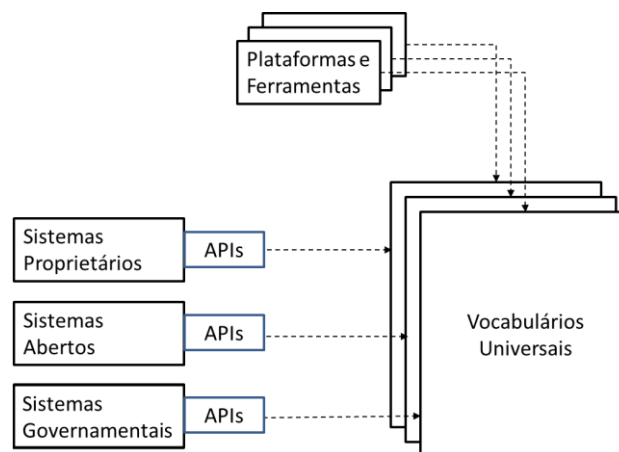 Plataformas e
Ferramentas
Sistemas
Proprietários
APIs
Sistemas
Abertos
APIs
Sistemas
Governamentais
APIs
Vocabulários
Universais